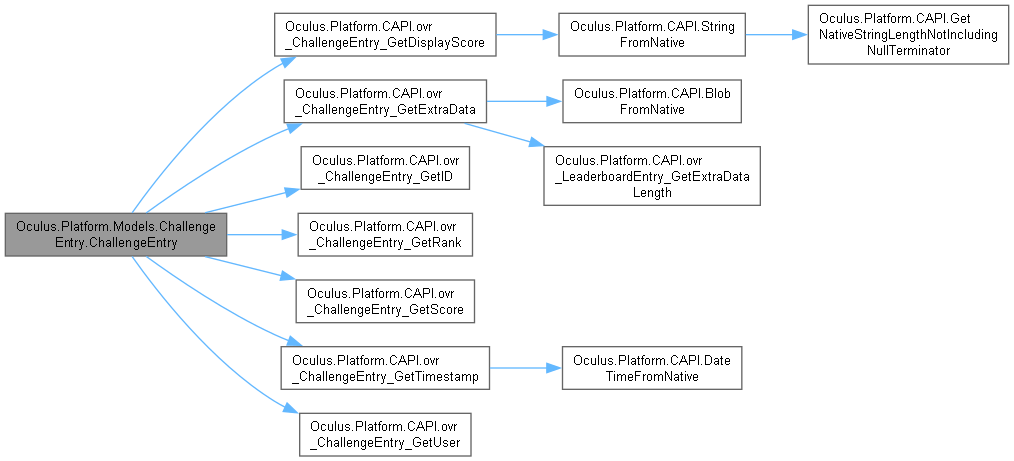 Oculus.Platform.Models.Challenge
Entry.ChallengeEntry
Oculus.Platform.CAPI.ovr
_ChallengeEntry_GetDisplayScore
Oculus.Platform.CAPI.String
FromNative
Oculus.Platform.CAPI.Get
NativeStringLengthNotIncluding
NullTerminator
Oculus.Platform.CAPI.ovr
_ChallengeEntry_GetExtraData
Oculus.Platform.CAPI.Blob
FromNative
Oculus.Platform.CAPI.ovr
_LeaderboardEntry_GetExtraData
Length
Oculus.Platform.CAPI.ovr
_ChallengeEntry_GetID
Oculus.Platform.CAPI.ovr
_ChallengeEntry_GetRank
Oculus.Platform.CAPI.ovr
_ChallengeEntry_GetScore
Oculus.Platform.CAPI.ovr
_ChallengeEntry_GetTimestamp
Oculus.Platform.CAPI.Date
TimeFromNative
Oculus.Platform.CAPI.ovr
_ChallengeEntry_GetUser